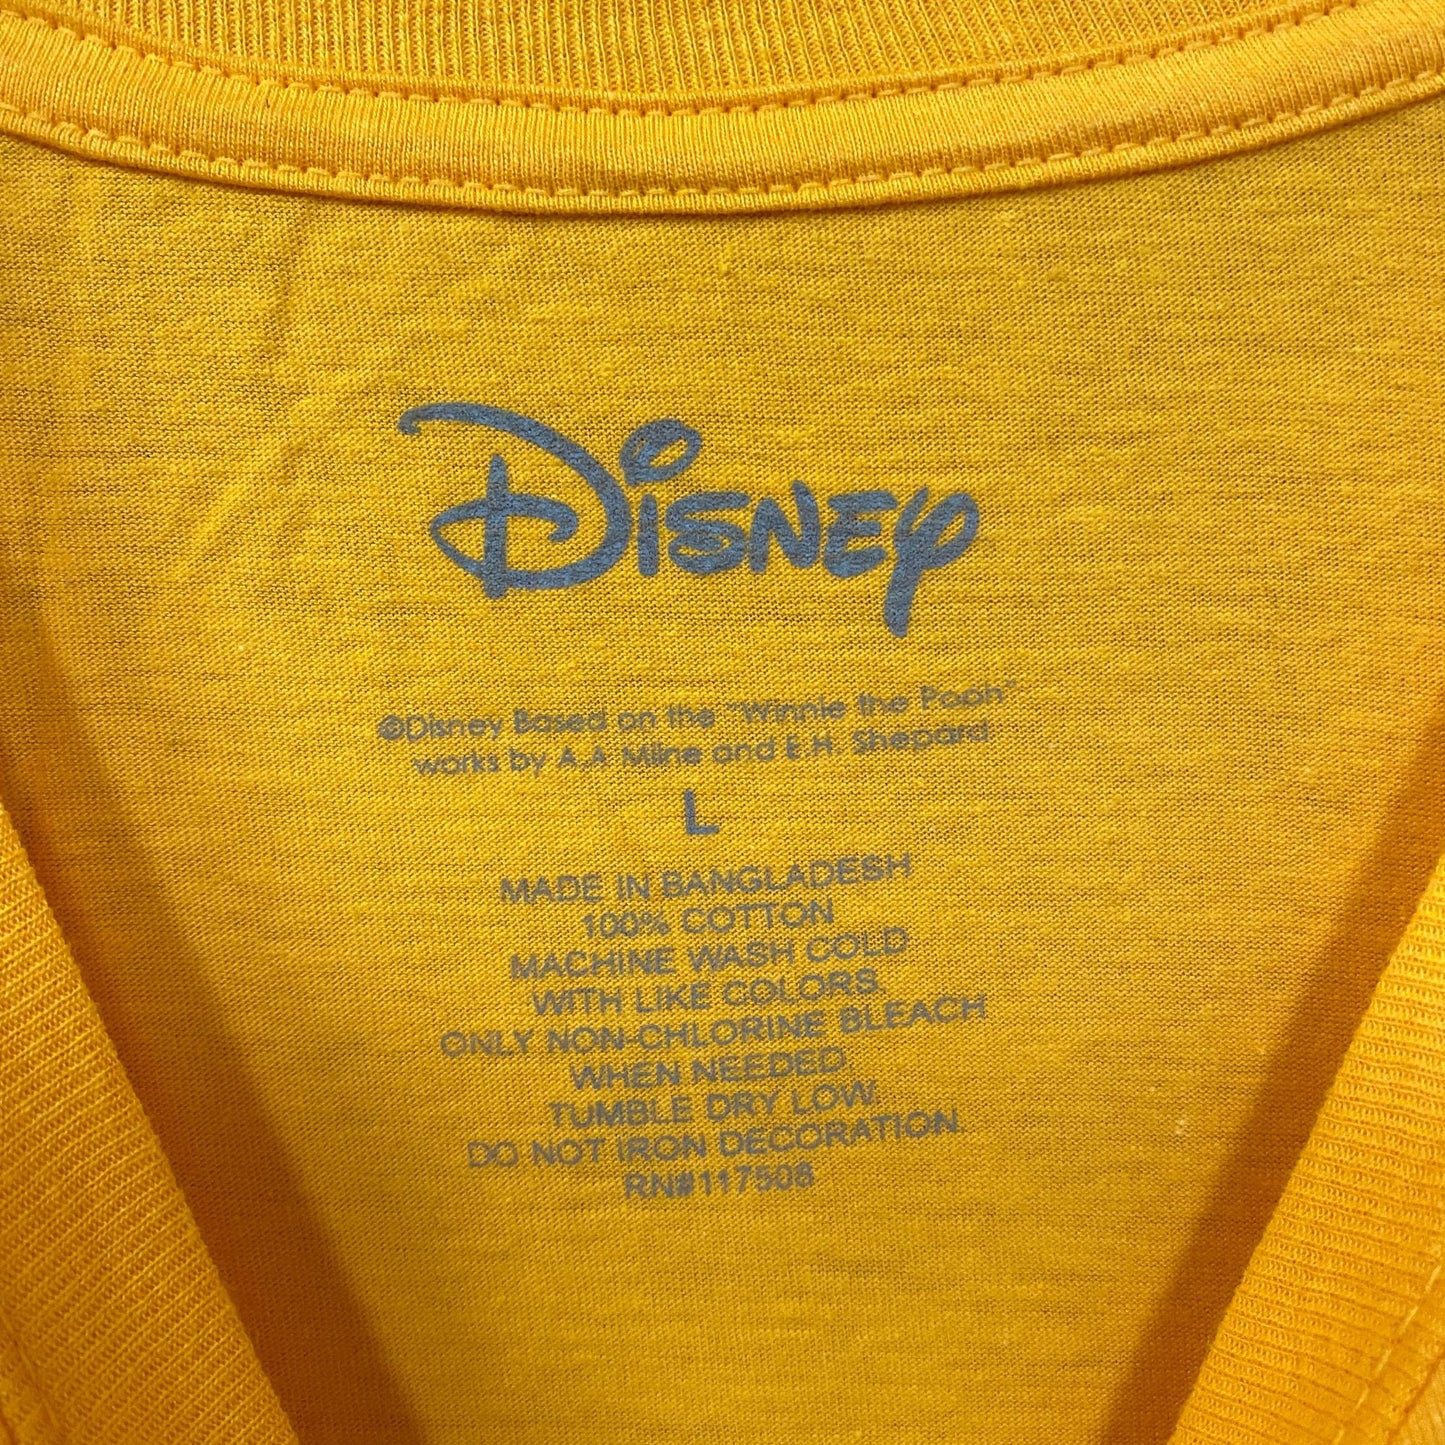 Disney
©Disney Based on the "Winnie the Pooh"
works by A.A Milne and E.H. Shepard
L
MADE IN BANGLADESH
100% COTTON
MACHINE WASH COLD
WITH LIKE COLORS.
ONLY NON-CHLORINE BLEACH
WHEN NEEDED.
TUMBLE DRY LOW.
DO NOT IRON DECORATION.
RN#117508